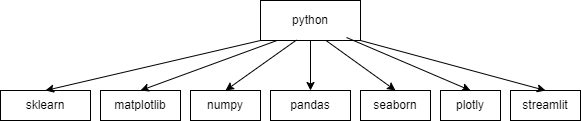 python
sklearn
matplotlib
numpy
pandas
seaborn
plotly
streamlit